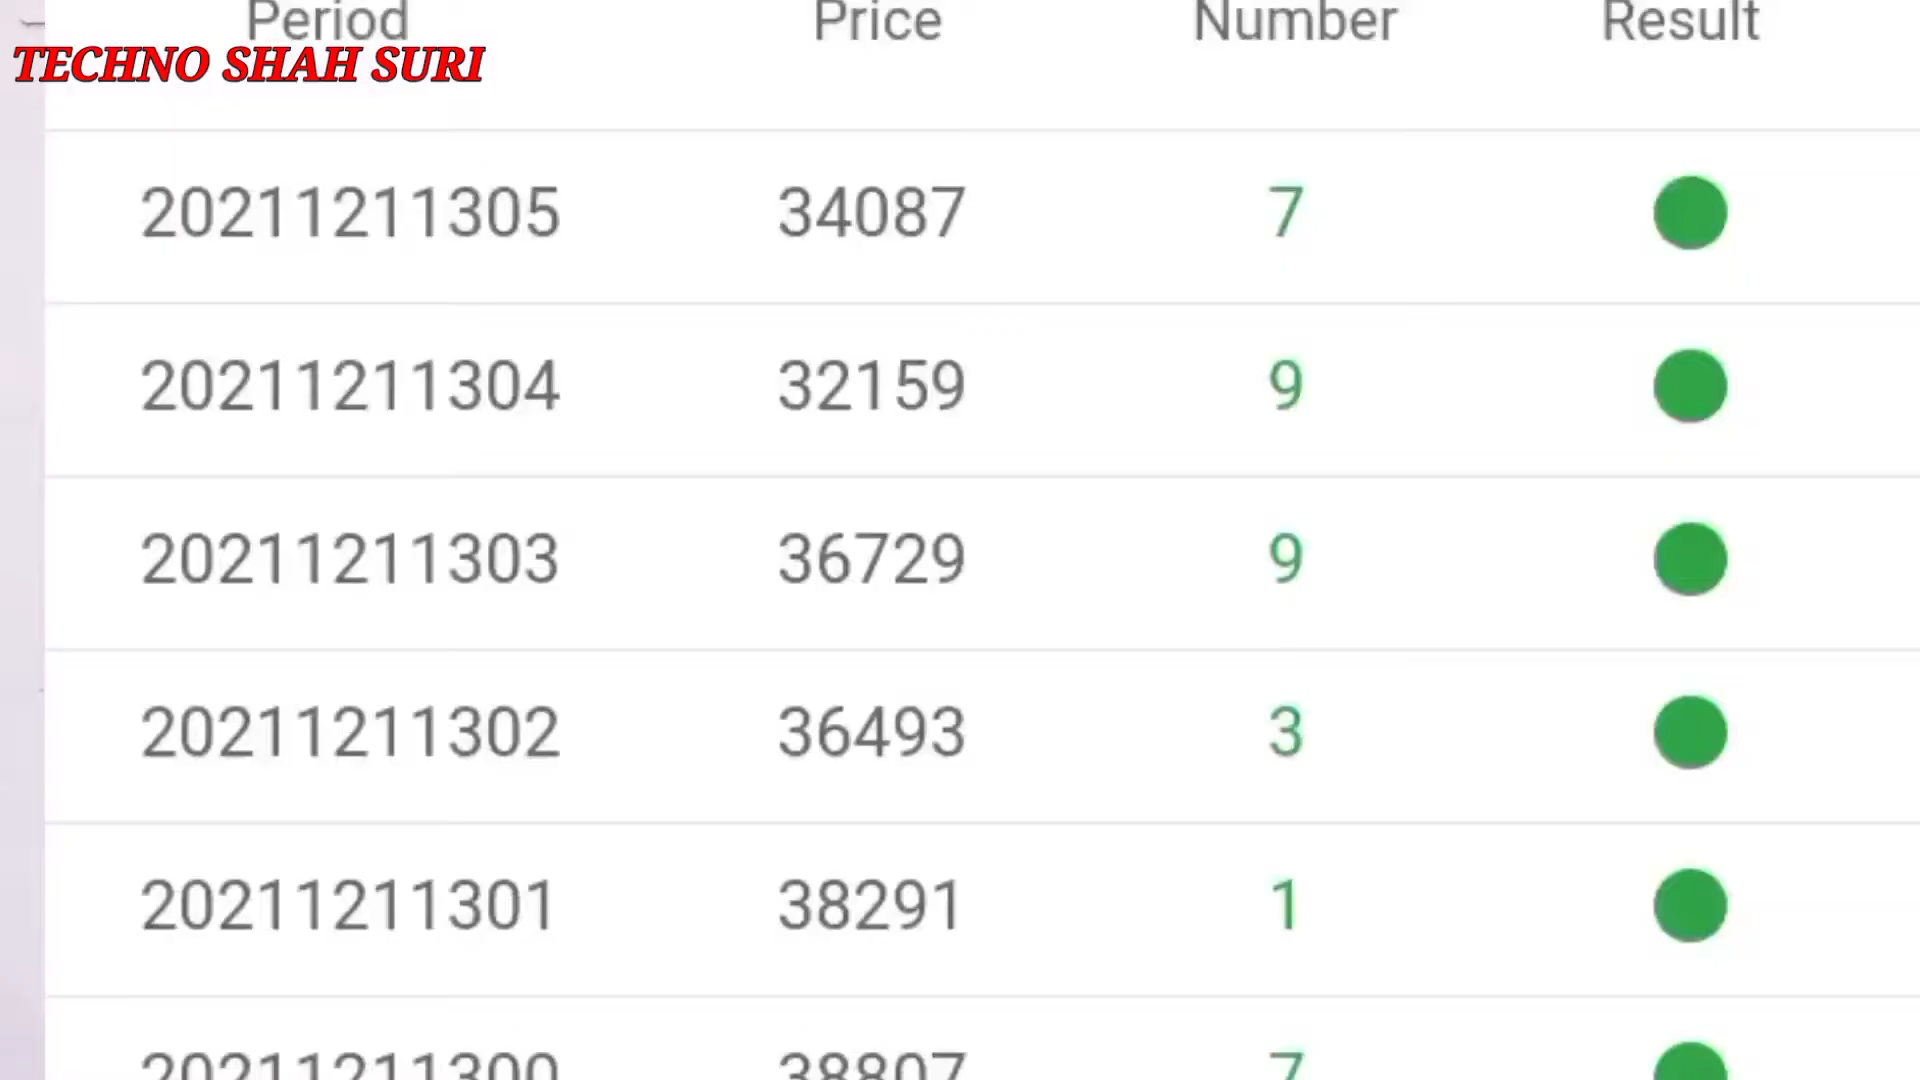 Period Price Number Result
TECHNO SHAH SURI
20211211305 34087 7
20211211304 32159 9
20211211303 36729 9
20211211302 36493 3
20211211301 38291 1
20211211300 38807 7